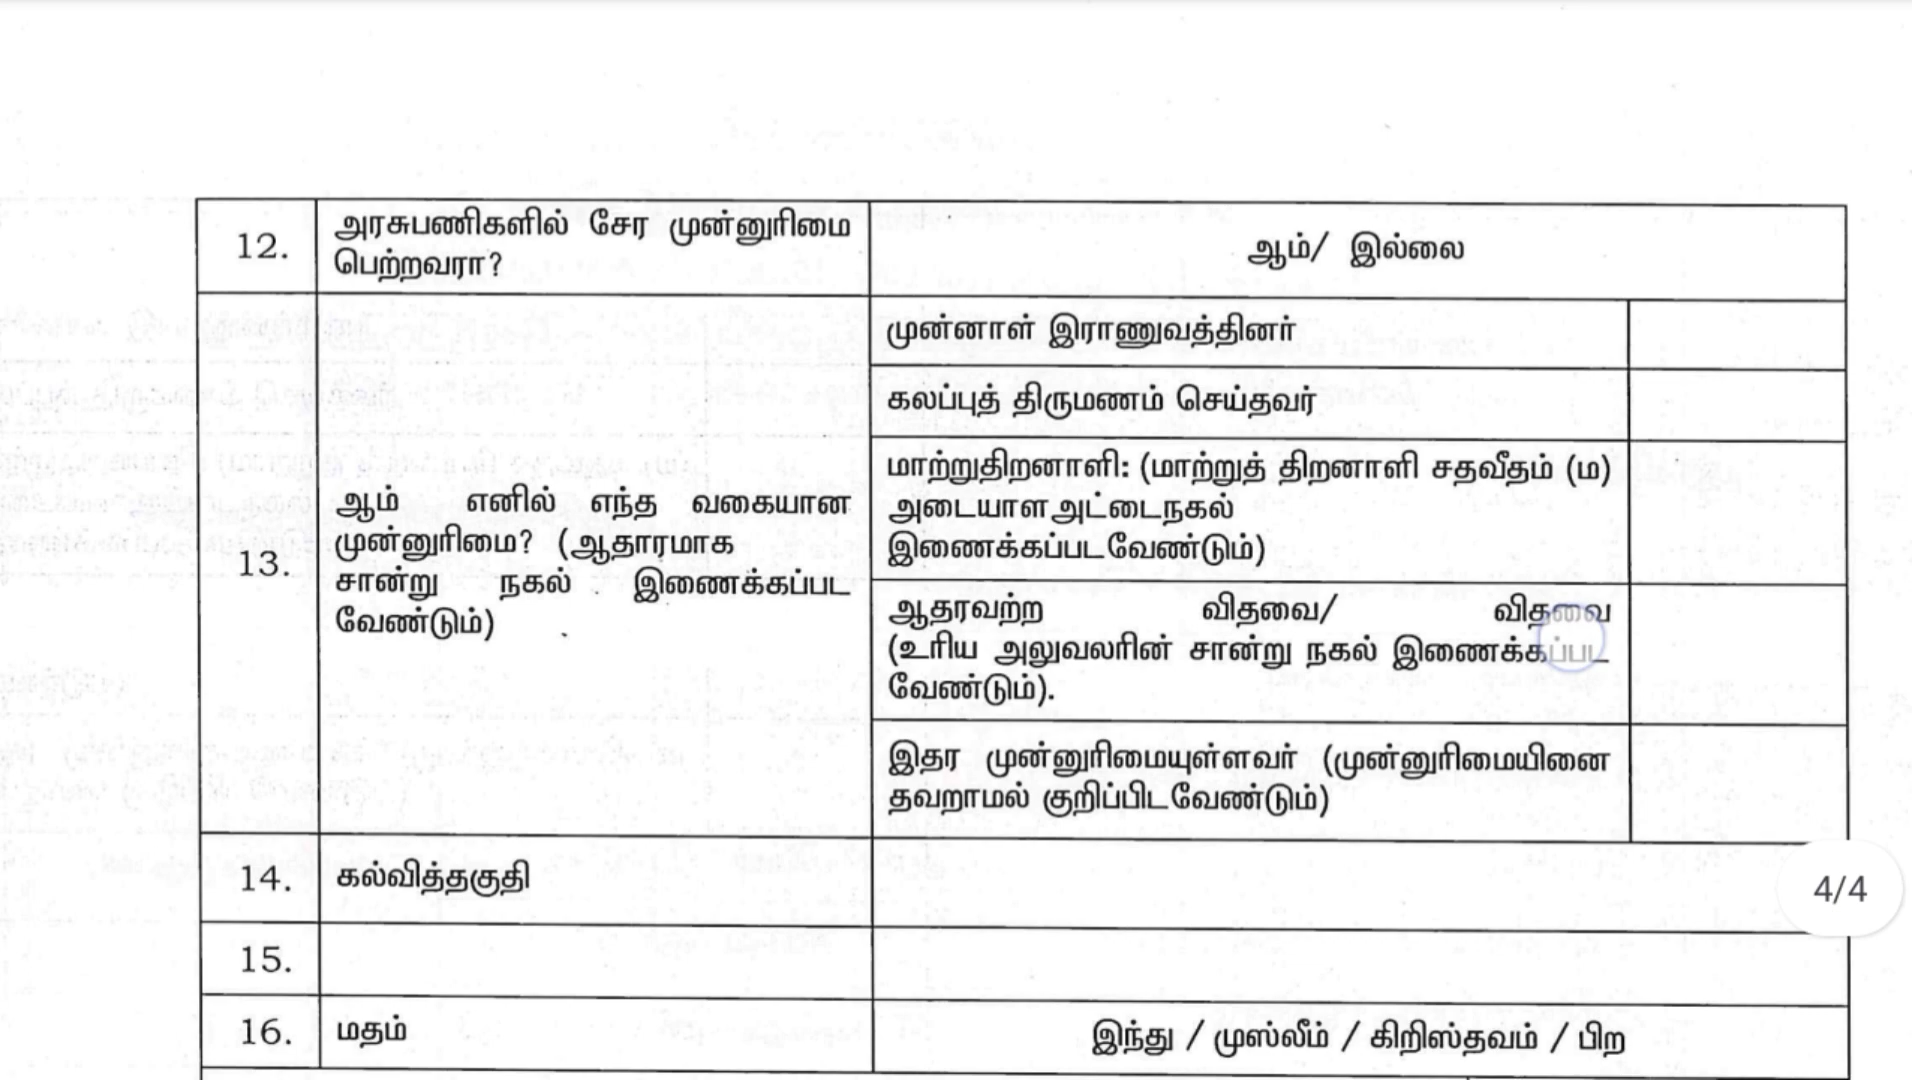 12.
அரசுபணிகளில் சேர முன்னுரிமை
பெற்றவரா?
ஆம்/ இல்லை
13.
ஆம் எனில் எந்த வகையான
முன்னுரிமை? (ஆதாரமாக
சான்று நகல் இணைக்கப்பட
வேண்டும்)
முன்னாள் இராணுவத்தினர்
கலப்புத் திருமணம் செய்தவர்
மாற்றுதிறனாளி: (மாற்றுத் திறனாளி சதவீதம் (ம)
அடையாள அட்டைநகல்
இணைக்கப்படவேண்டும்)
ஆதரவற்ற விதவை/ விதவை
(உரிய அலுவலரின் சான்று நகல் இணைக்கப்பட
வேண்டும்).
இதர முன்னுரிமையுள்ளவர் (முன்னுரிமையினை
தவறாமல் குறிப்பிடவேண்டும்)
14.
கல்வித்தகுதி
4/4
15.
16.
மதம்
இந்து / முஸ்லீம் / கிறிஸ்தவம் / பிற